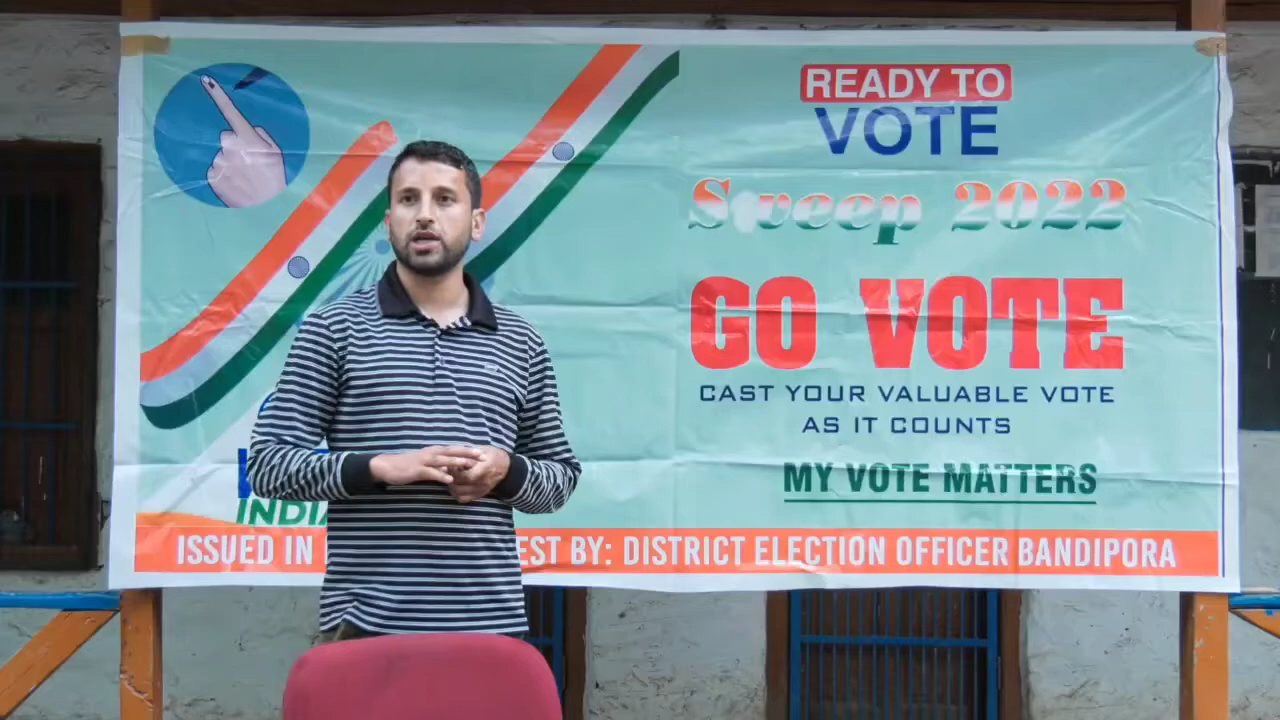 READY TO
VOTE
Sveep 2022
GO VOTE
CAST YOUR VALUABLE VOTE
AS IT COUNTS
MY VOTE MATTERS
INDIA
ISSUED IN EST BY: DISTRICT ELECTION OFFICER BANDIPORA